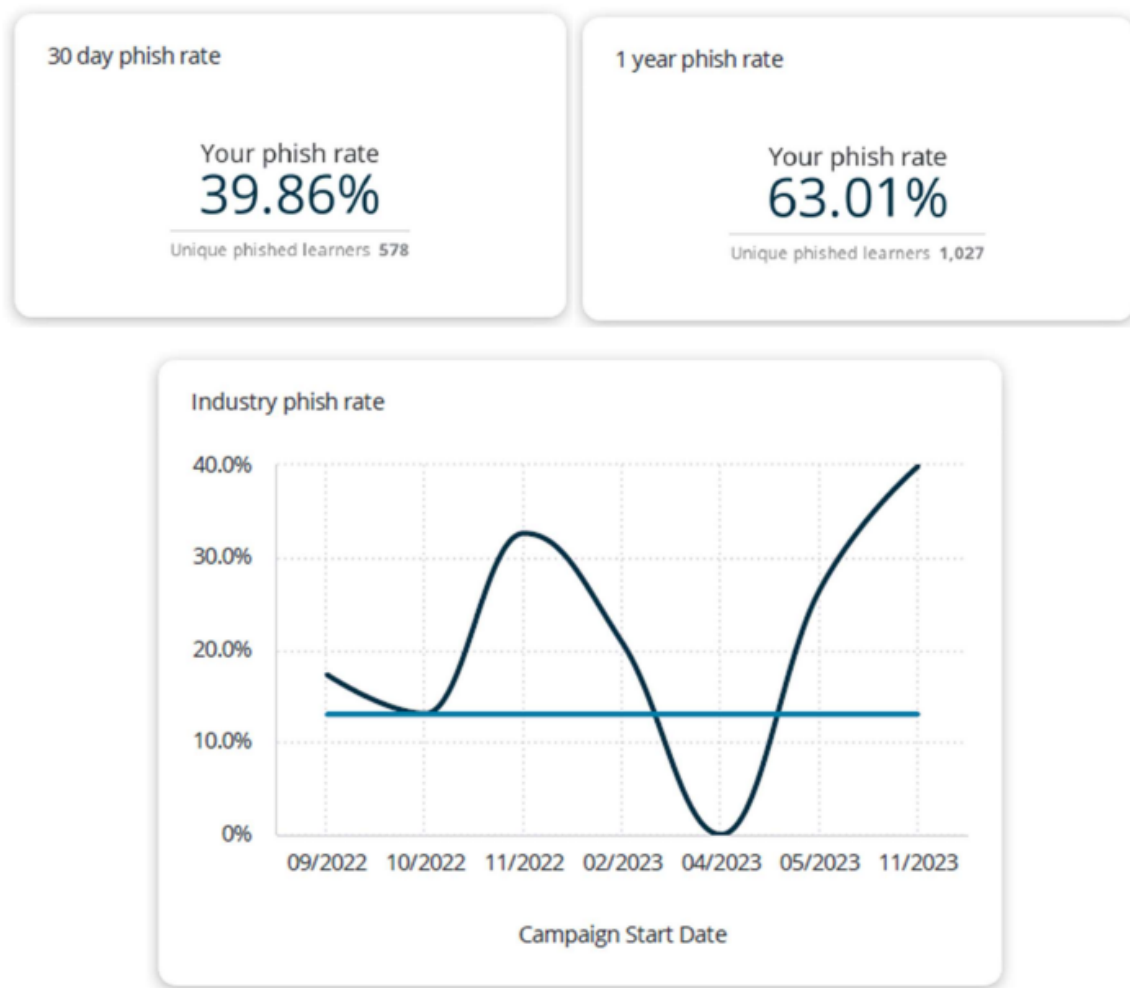 30 day phish rate
Your phish rate
39.86%
Unique phished learners 578
1 year phish rate
Your phish rate
63.01%
Unique phished learners 1,027
Industry phish rate
40.0%
30.0%
20.0%
10.0%
0%
09/2022 10/2022 11/2022 02/2023 04/2023 05/2023 11/2023
Campaign Start Date